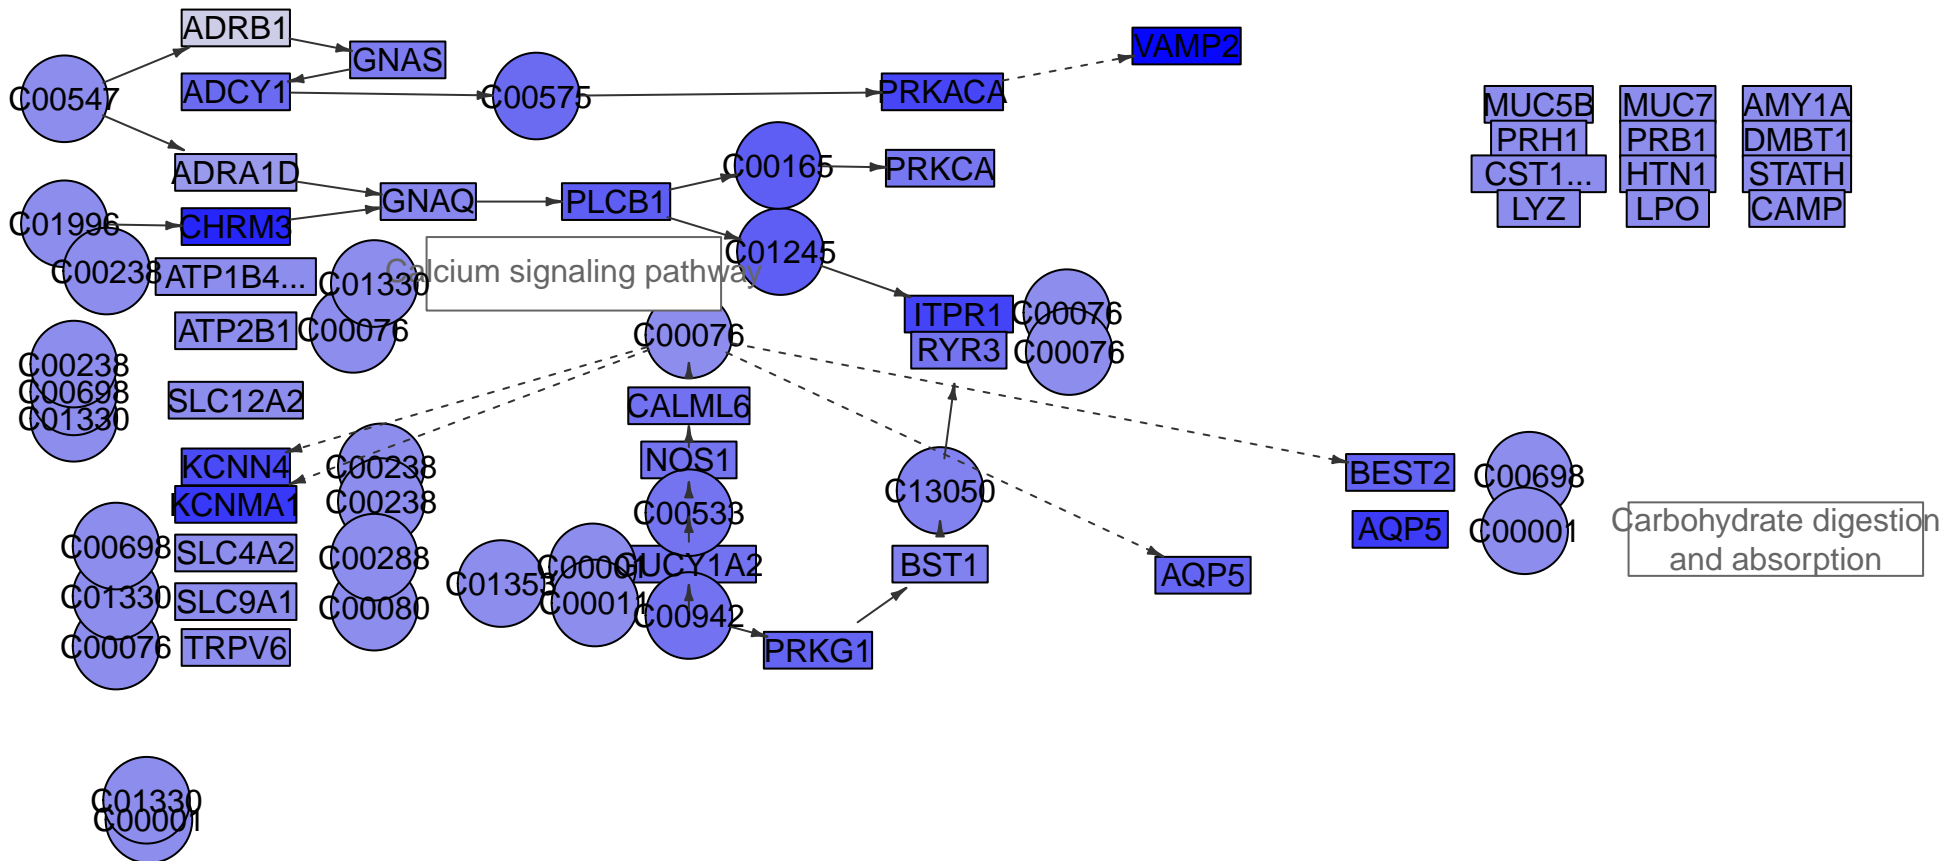 ADRB1
GNAS
VAMP2
C00547
ADCY1
C00575
PRKACA
MUC5B
MUC7
AMY1A
PRH1
PRB1
DMBT1
CST1...
HTN1
STATH
LYZ
LPO
CAMP
ADRA1D
C00165
PRKCA
GNAQ
PLCB1
C01996
CHRM3
C01245
C00238
ATP1B4...
C01330
Calcium signaling pathway
ATP2B1
C00076
C00076
ITPR1
C00076
RYR3
C00076
C00238
C00698
C01330
SLC12A2
CALML6
KCNN4
C00238
NOS1
BEST2
C00698
KCNMA1
C00238
C00533
C13050
AQP5
C00001
Carbohydrate digestion
and absorption
C00698
SLC4A2
C00288
C01353
C00001
GUCY1A2
BST1
AQP5
C01330
SLC9A1
C00080
C00011
C00942
C00076
TRPV6
PRKG1
C01330
C00001